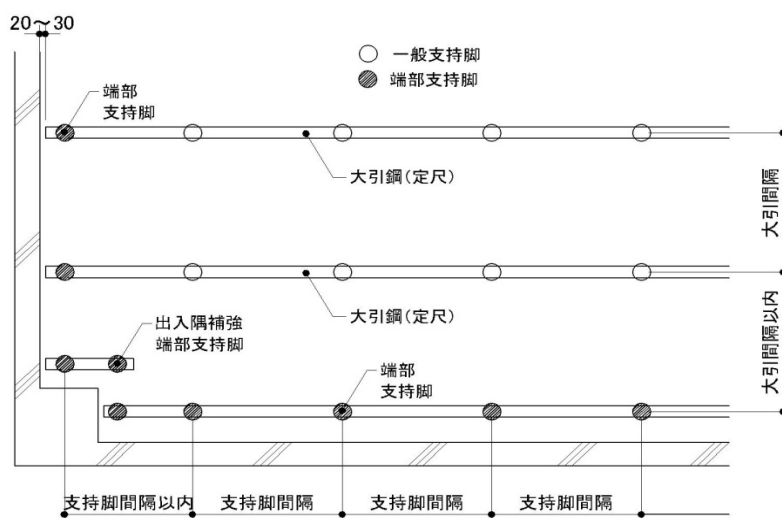 20～30
一般支持脚
端部支持脚
端部
支持脚
大引鋼(定尺)
大引間隔
大引鋼(定尺)
大引間隔以内
出入隅補強
端部支持脚
端部
支持脚
支持脚間隔以内
支持脚間隔
支持脚間隔
支持脚間隔